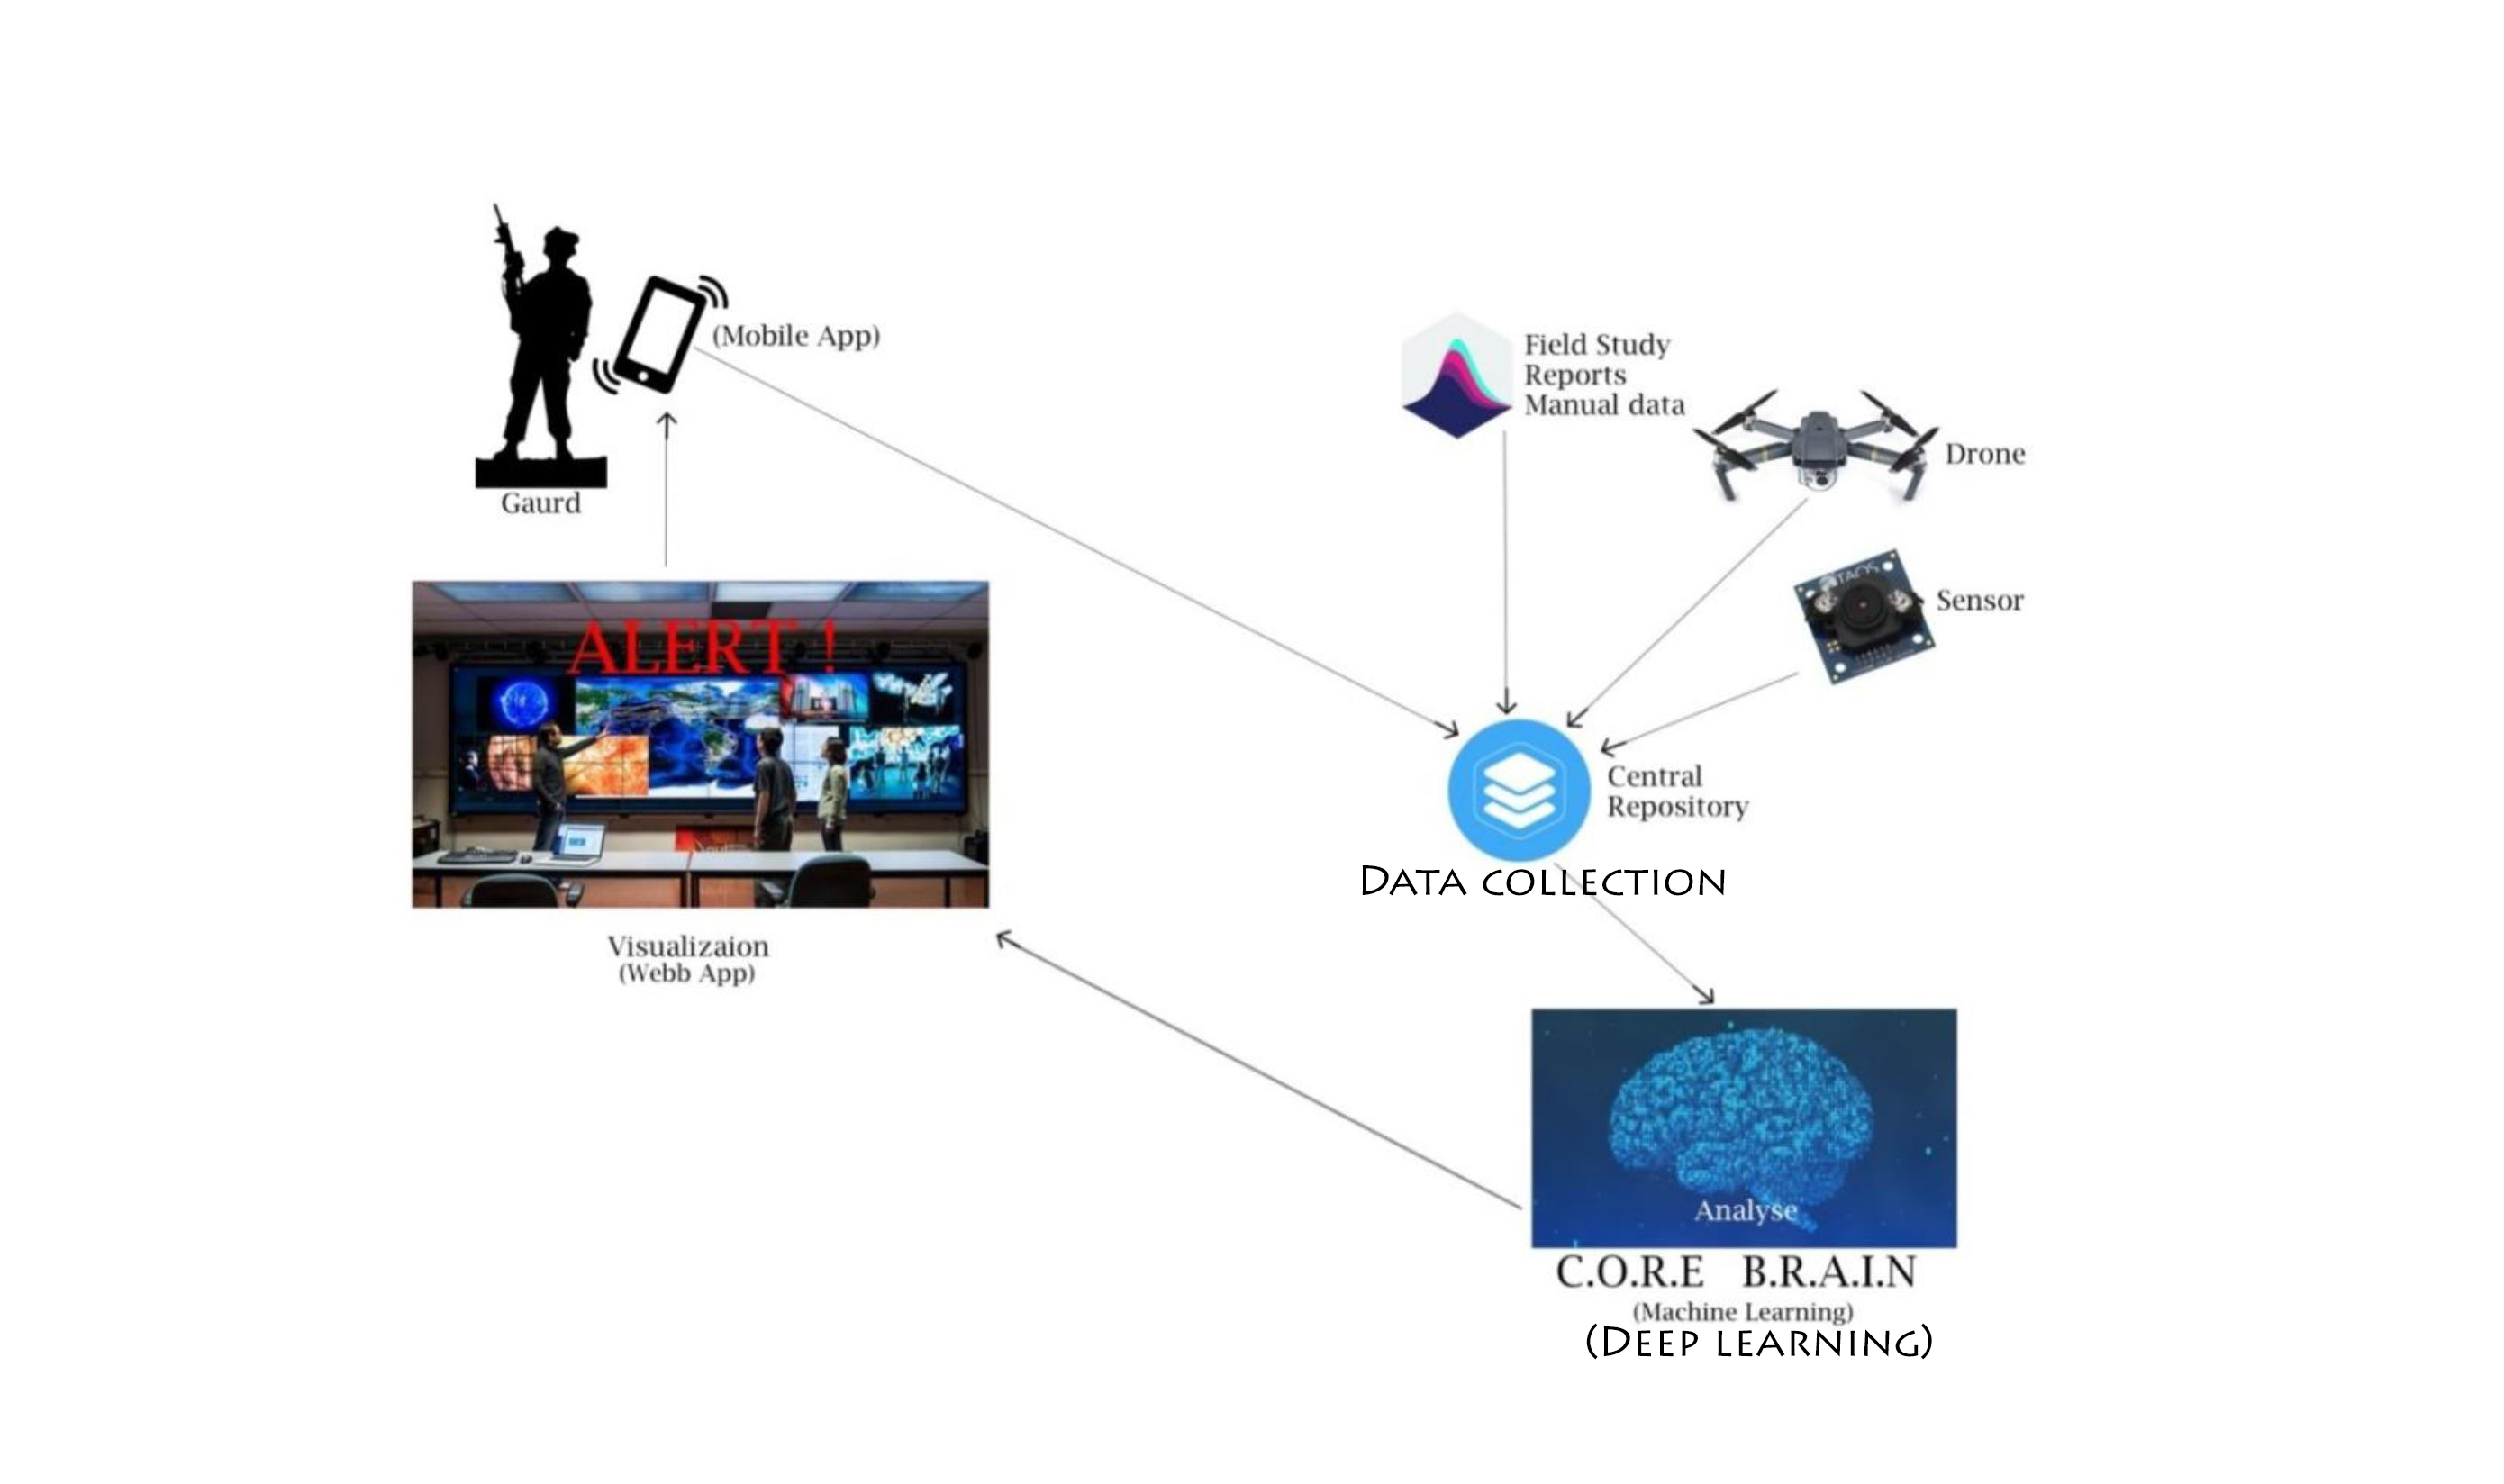 (Mobile App)
Gaurd
Field Study
Reports
Manual data
Drone
TAOS
Sensor
ALERT !
Central
Repository
DATA COLLECTION
Visualizaion
(Webb App)
Analyse
C.O.R.E B.R.A.I.N
(Machine Learning)
(DEEP LEARNING)